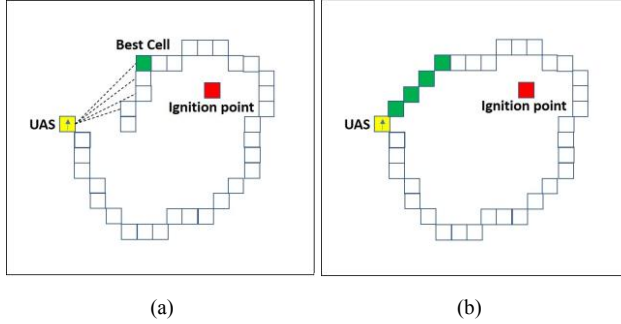 Best Cell
Ignition point
UAS
Ignition point
UAS
(a)
(b)